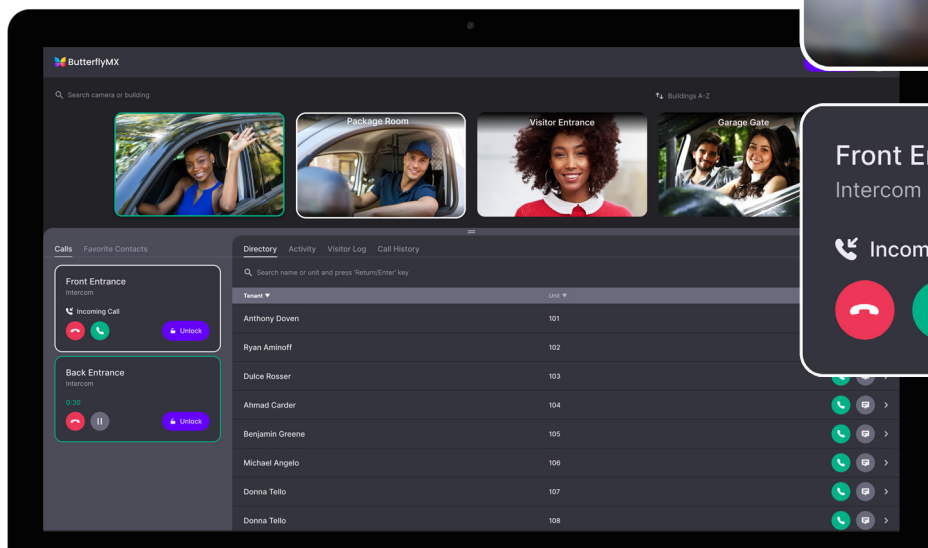 ButterflyMX
Search camera or building
Buildings A-Z
Package Room
Visitor Entrance
Garage Gate
Calls
Favorite Contacts
Front Entrance
Intercom
Incoming Call
Unlock
Back Entrance
Intercom
0:30
Unlock
Directory
Activity
Visitor Log
Call History
Search name or unit and press 'Return/Enter' key
Tenant
Unit
Anthony Doven 101
Ryan Aminoff 102
Dulce Rosser 103
Ahmad Carder 104
Benjamin Greene 105
Michael Angelo 106
Donna Tello 107
Donna Tello 108
Front E
Intercom
Incom